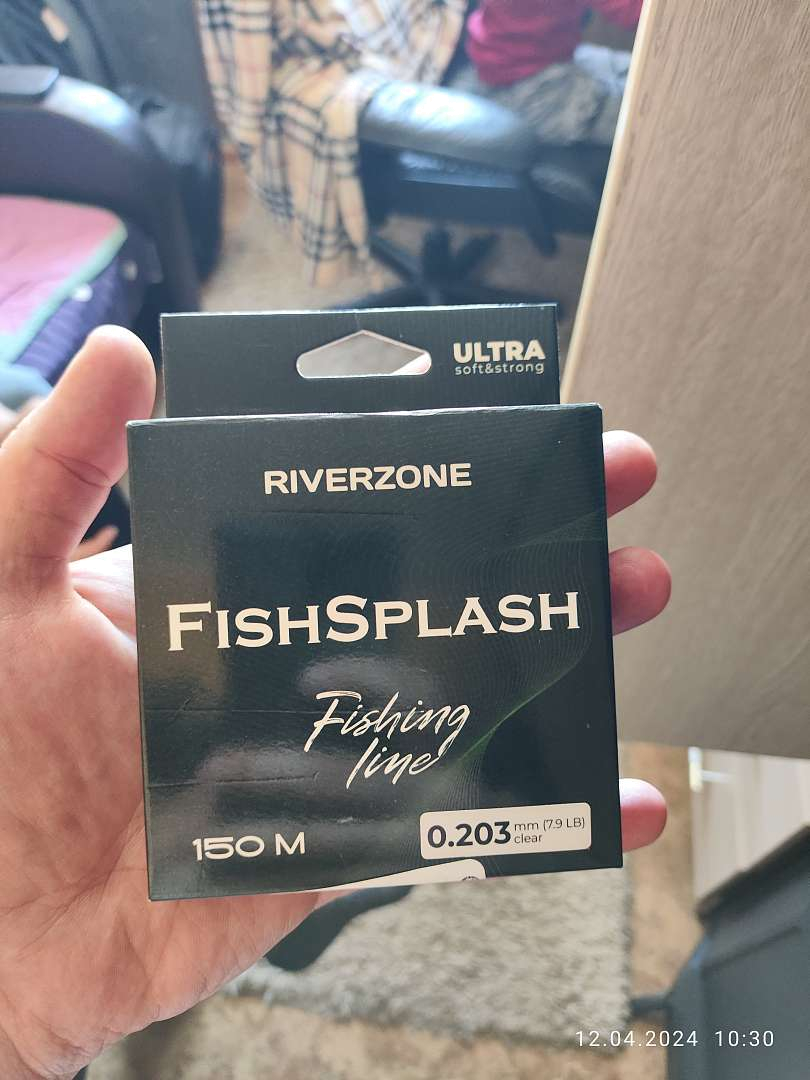 ULTRA
soft&strong
RIVERZONE
FISHSPLASH
Fishing
line
150 M
0.203 mm (7.9 LB)
clear
12.04.2024 10:30